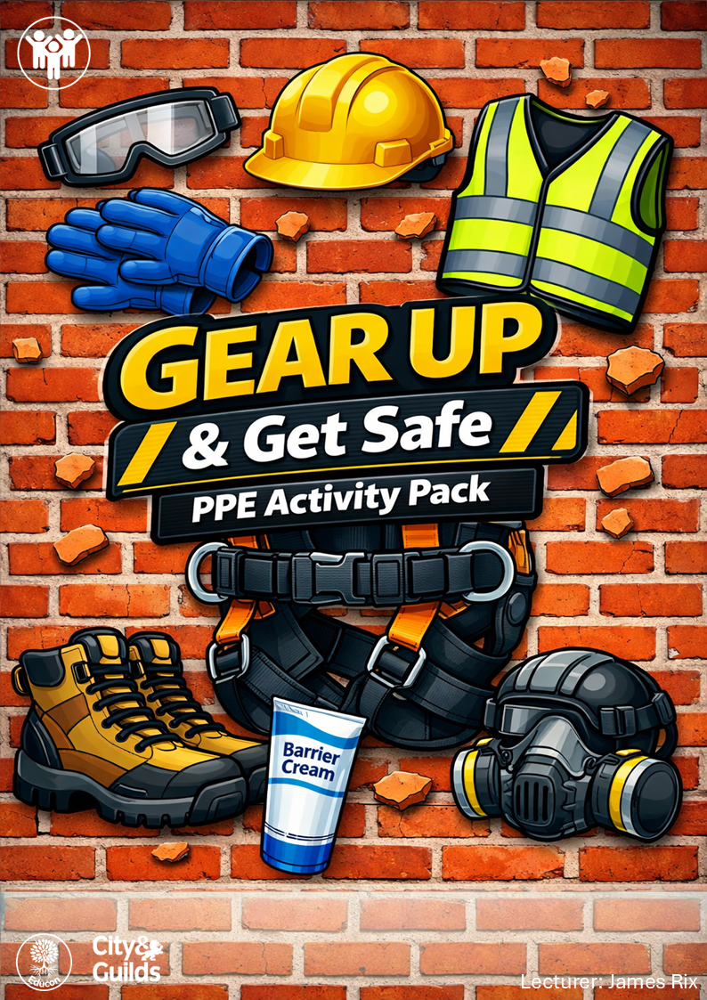 GEAR UP
& Get Safe
PPE Activity Pack
Barrier
Cream
Educon
City&
Guilds
Lecturer: James Rix